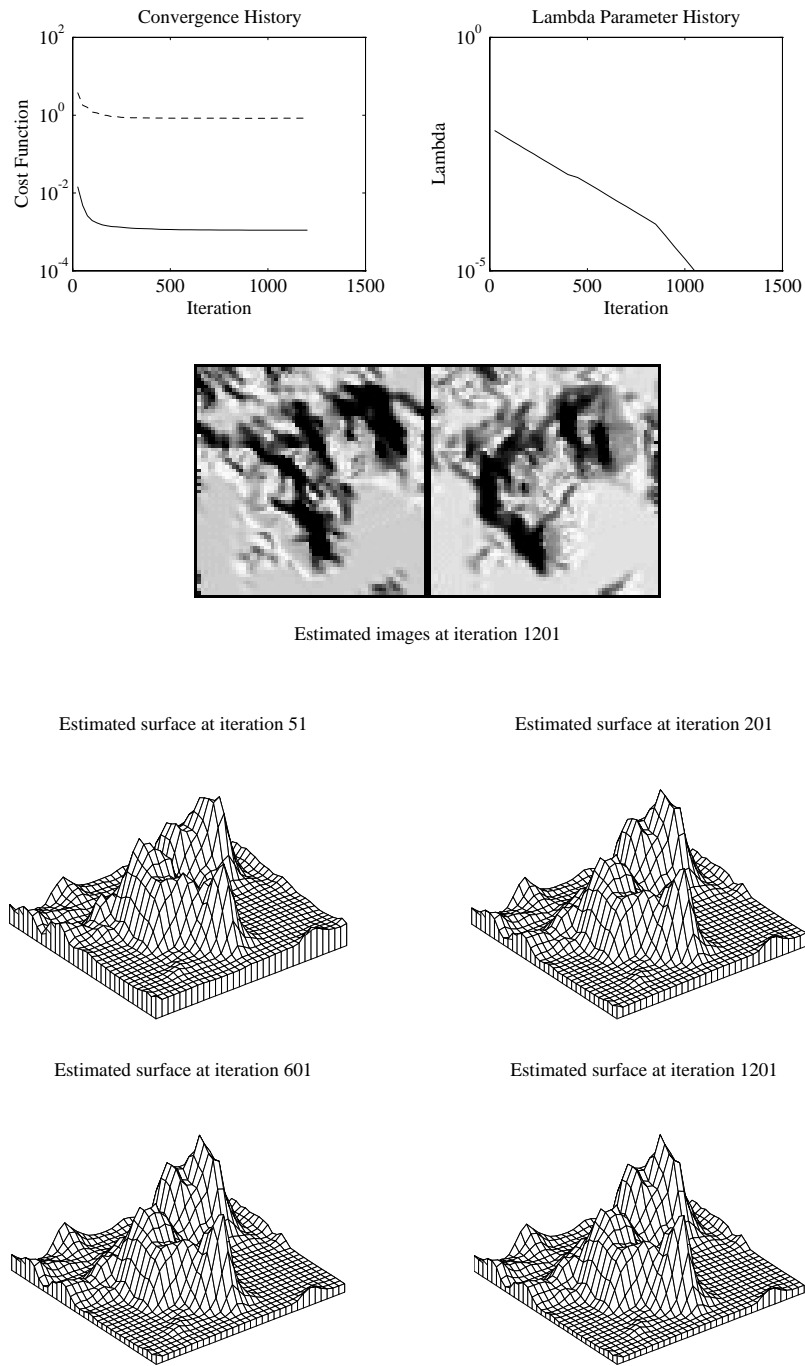 Convergence History
Lambda Parameter History
10^2
10^0
10^-2
10^-4
Cost Function
0
500
1000
1500
Iteration
10^0
10^-5
Lambda
0
500
1000
1500
Iteration
Estimated images at iteration 1201
Estimated surface at iteration 51
Estimated surface at iteration 201
Estimated surface at iteration 601
Estimated surface at iteration 1201